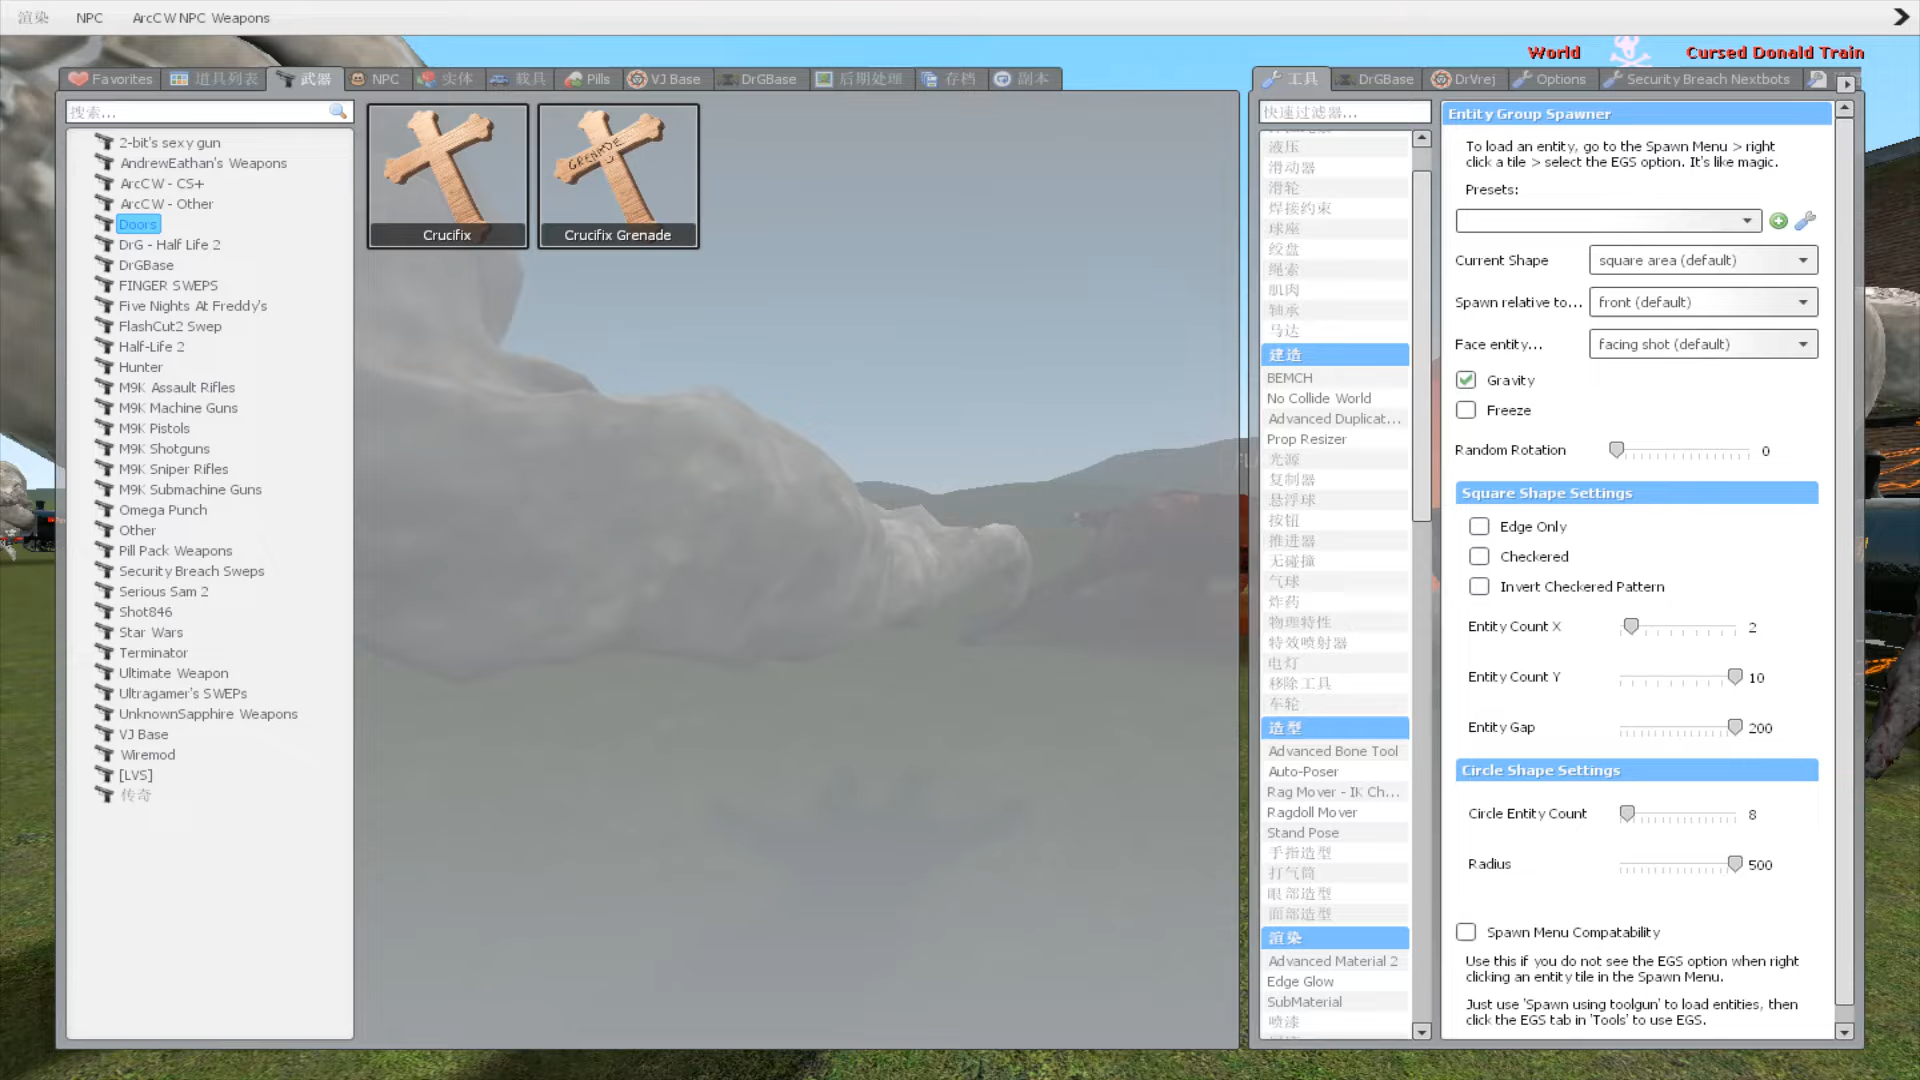 渲染 NPC ArcCW NPC Weapons
World Cursed Donald Train
Favorites 道具列表 武器 NPC 实体 载具 Pills VJ Base DrGBase 后期处理 存档 副本
搜索...
2-bit's sexy gun
AndrewEathan's Weapons
ArcCW - CS+
ArcCW - Other
Doors
DrG - Half Life 2
DrGBase
FINGER SWEPS
Five Nights At Freddy's
FlashCut2 Swep
Half-Life 2
Hunter
M9K Assault Rifles
M9K Machine Guns
M9K Pistols
M9K Shotguns
M9K Sniper Rifles
M9K Submachine Guns
Omega Punch
Other
Pill Pack Weapons
Security Breach Sweps
Serious Sam 2
Shot846
Star Wars
Terminator
Ultimate Weapon
Ultragamer's SWEPs
UnknownSapphire Weapons
VJ Base
Wiremod
[LVS]
传奇
GRENADE
Crucifix
Crucifix Grenade
工具 DrGBase DrVrej Options Security Breach Nextbots
快速过滤器...
液压
滑动器
滑轮
焊接约束
球座
绞盘
绳索
肌肉
轴承
马达
建造
BEMCH
No Collide World
Advanced Duplicat...
Prop Resizer
光源
复制器
悬浮球
按钮
推进器
无碰撞
气球
炸药
物理特性
特效喷射器
电灯
移除工具
车轮
造型
Advanced Bone Tool
Auto-Poser
Rag Mover - IK Ch...
Ragdoll Mover
Stand Pose
手指造型
打气筒
眼部造型
面部造型
渲染
Advanced Material 2
Edge Glow
SubMaterial
喷漆
Entity Group Spawner
To load an entity, go to the Spawn Menu > right
click a tile > select the EGS option. It's like magic.
Presets:
Current Shape square area (default)
Spawn relative to... front (default)
Face entity... facing shot (default)
Gravity
Freeze
Random Rotation 0
Square Shape Settings
Edge Only
Checkered
Invert Checkered Pattern
Entity Count X 2
Entity Count Y 10
Entity Gap 200
Circle Shape Settings
Circle Entity Count 8
Radius 500
Spawn Menu Compatability
Use this if you do not see the EGS option when right
clicking an entity tile in the Spawn Menu.
Just use 'Spawn using toolgun' to load entities, then
click the EGS tab in 'Tools' to use EGS.